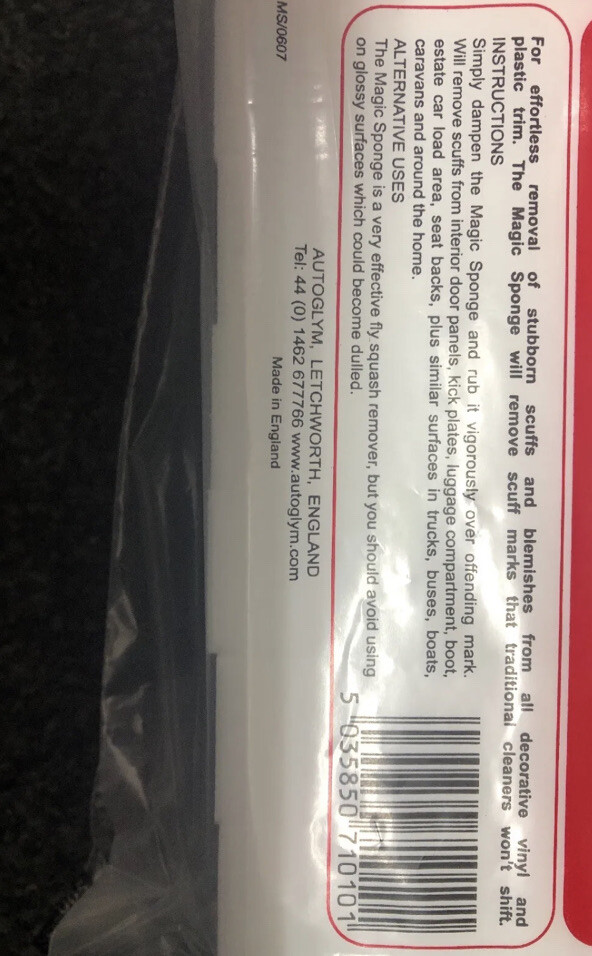 For effortless removal of stubborn scuffs and blemishes from all decorative vinyl and
plastic trim. The Magic Sponge will remove scuff marks that traditional cleaners won't shift.
INSTRUCTIONS
Simply dampen the Magic Sponge and rub it vigorously over offending mark.
Will remove scuffs from interior door panels, kick plates, luggage compartment, boot,
estate car load area, seat backs, plus similar surfaces in trucks, buses, boats,
caravans and around the home.
ALTERNATIVE USES
The Magic Sponge is a very effective fly squash remover, but you should avoid using
on glossy surfaces which could become dulled.
5 035850 710101
AUTOGLYM, LETCHWORTH, ENGLAND
Tel: 44 (0) 1462 677766 www.autoglym.com
Made in England
MS/0607